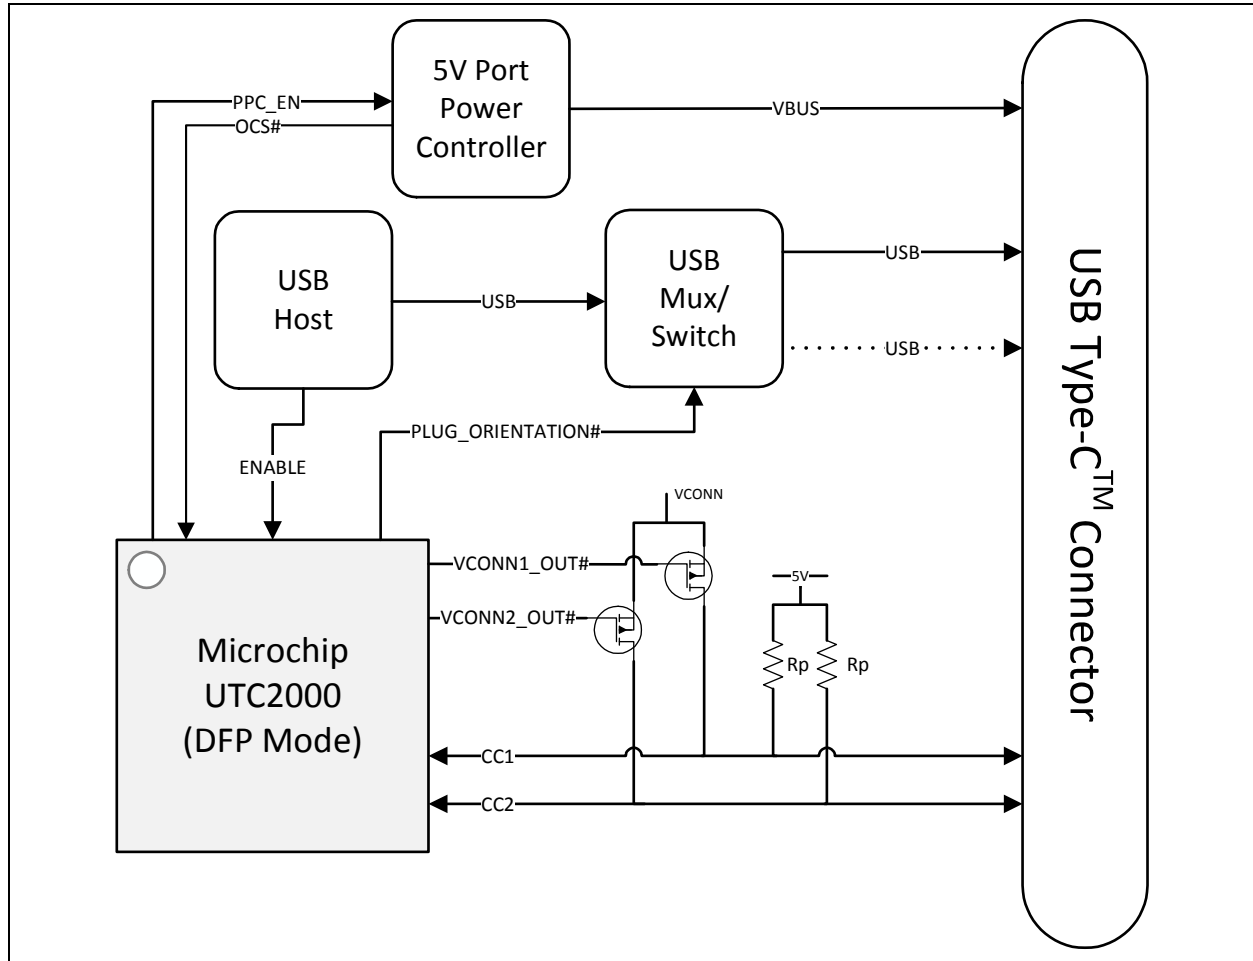 5V Port
Power
Controller
PPC_EN
OCS#
VBUS
USB
Host
USB
USB
Mux/
Switch
USB
USB
PLUG_ORIENTATION#
ENABLE
VCONN
VCONN1_OUT#
VCONN2_OUT#
5V
Rp
Rp
Microchip
UTC2000
(DFP Mode)
CC1
CC2
USB Type-C™ Connector